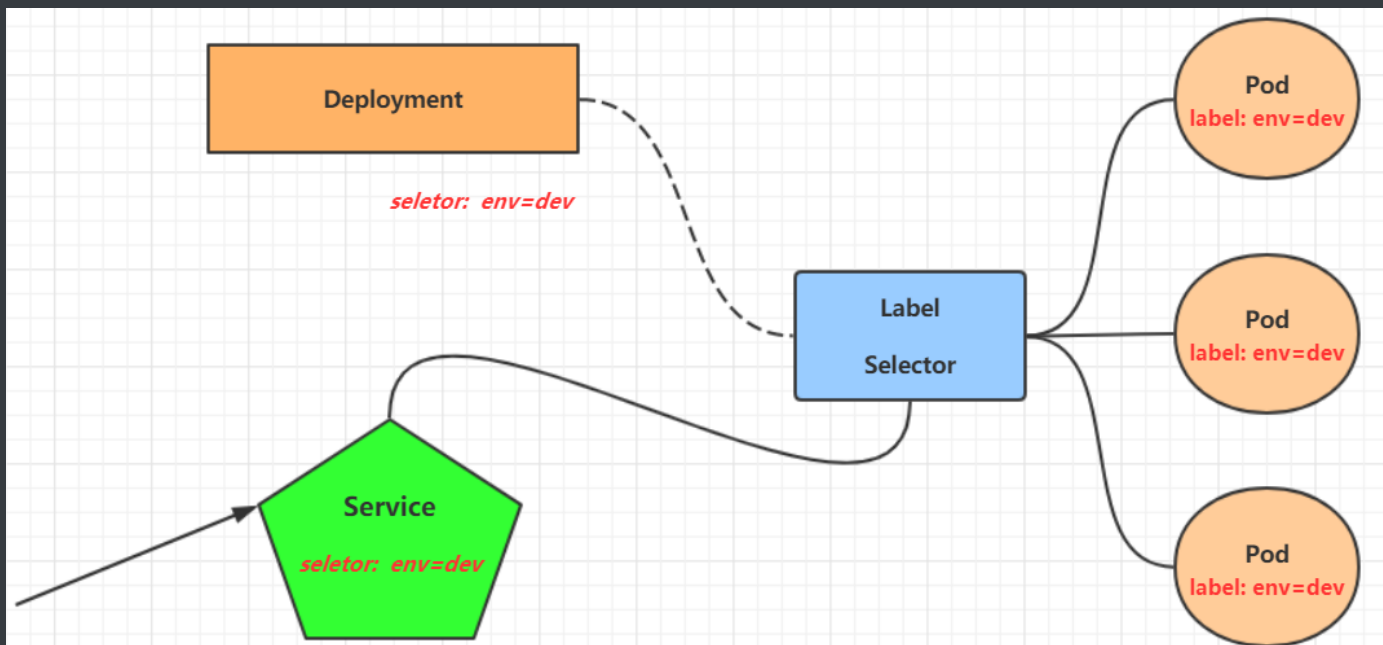 Deployment
seletor: env=dev
Label
Selector
Service
seletor: env=dev
Pod
label: env=dev
Pod
label: env=dev
Pod
label: env=dev